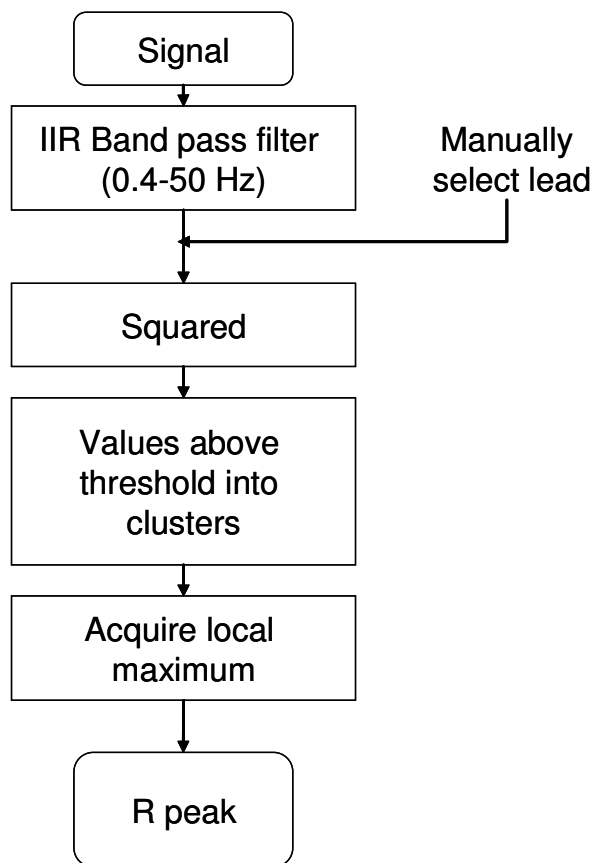 Signal
IIR Band pass filter
(0.4-50 Hz)
Manually
select lead
Squared
Values above
threshold into
clusters
Acquire local
maximum
R peak